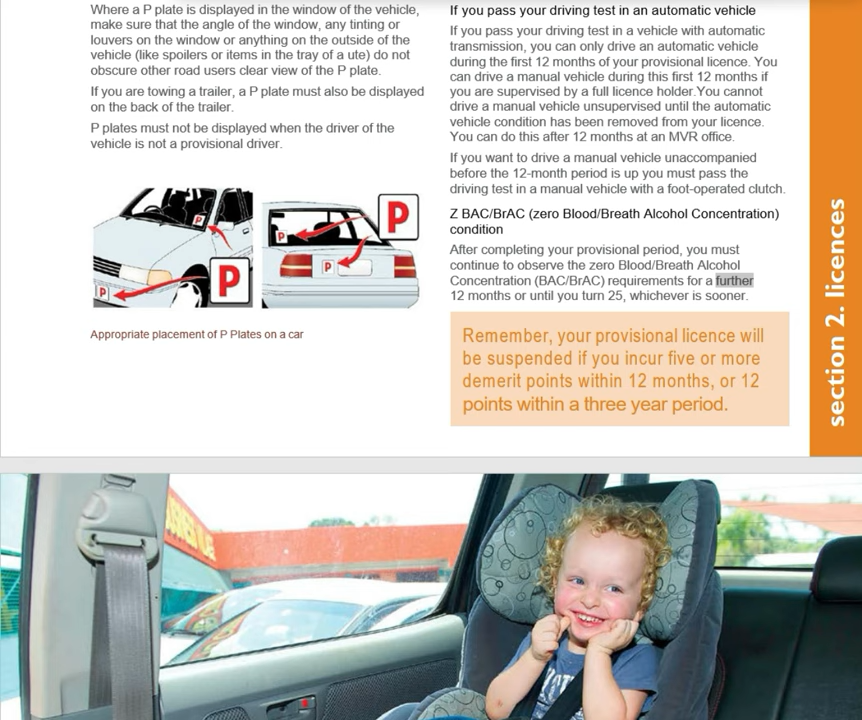 Where a P plate is displayed in the window of the vehicle,
make sure that the angle of the window, any tinting or
louvers on the window or anything on the outside of the
vehicle (like spoilers or items in the tray of a ute) do not
obscure other road users clear view of the P plate.
If you are towing a trailer, a P plate must also be displayed
on the back of the trailer.
P plates must not be displayed when the driver of the
vehicle is not a provisional driver.
P
P
P
P
P
P
Appropriate placement of P Plates on a car
If you pass your driving test in an automatic vehicle
If you pass your driving test in a vehicle with automatic
transmission, you can only drive an automatic vehicle
during the first 12 months of your provisional licence. You
can drive a manual vehicle during this first 12 months if
you are supervised by a full licence holder.You cannot
drive a manual vehicle unsupervised until the automatic
vehicle condition has been removed from your licence.
You can do this after 12 months at an MVR office.
If you want to drive a manual vehicle unaccompanied
before the 12-month period is up you must pass the
driving test in a manual vehicle with a foot-operated clutch.
Z BAC/BrAC (zero Blood/Breath Alcohol Concentration)
condition
After completing your provisional period, you must
continue to observe the zero Blood/Breath Alcohol
Concentration (BAC/BrAC) requirements for a further
12 months or until you turn 25, whichever is sooner.
Remember, your provisional licence will
be suspended if you incur five or more
demerit points within 12 months, or 12
points within a three year period.
section 2. licences